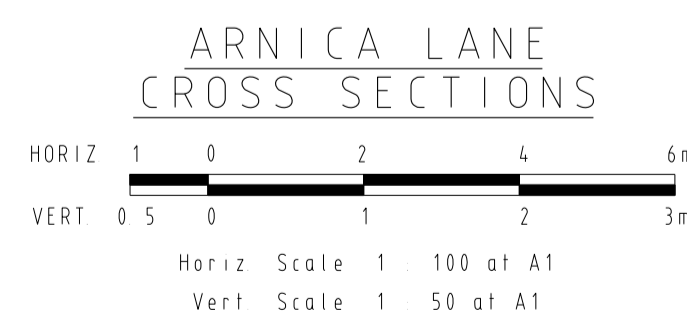 ARNICA LANE
CROSS SECTIONS
HORIZ. 1 0 2 4 6m
VERT. 0.5 0 1 2 3m
Horiz. Scale 1 : 100 at A1
Vert. Scale 1 : 50 at A1